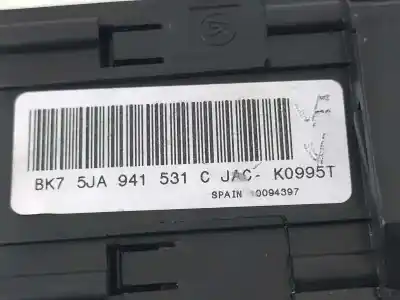 BK7 5JA 941 531 C JAC- K0995T
SPAIN 10094397